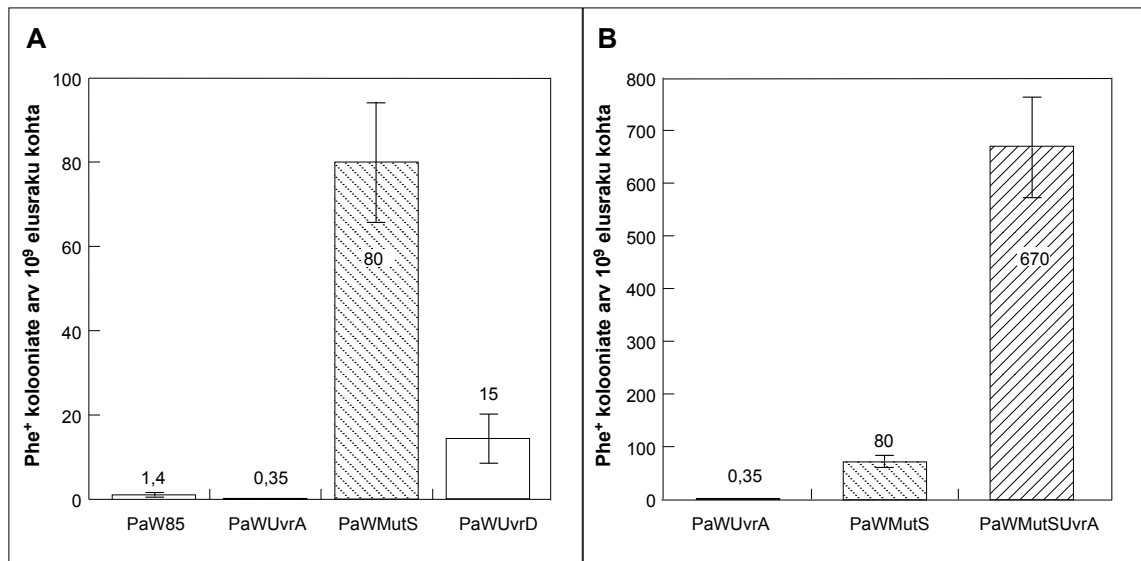 A
Phe⁺ kolooniate arv 10⁹ elusraku kohta
100
80
60
40
20
0
1,4
0,35
80
15
PaW85
PaWUvrA
PaWMutS
PaWUvrD
B
Phe⁺ kolooniate arv 10⁹ elusraku kohta
800
700
600
500
400
300
200
100
0
0,35
80
670
PaWUvrA
PaWMutS
PaWMutSUvrA